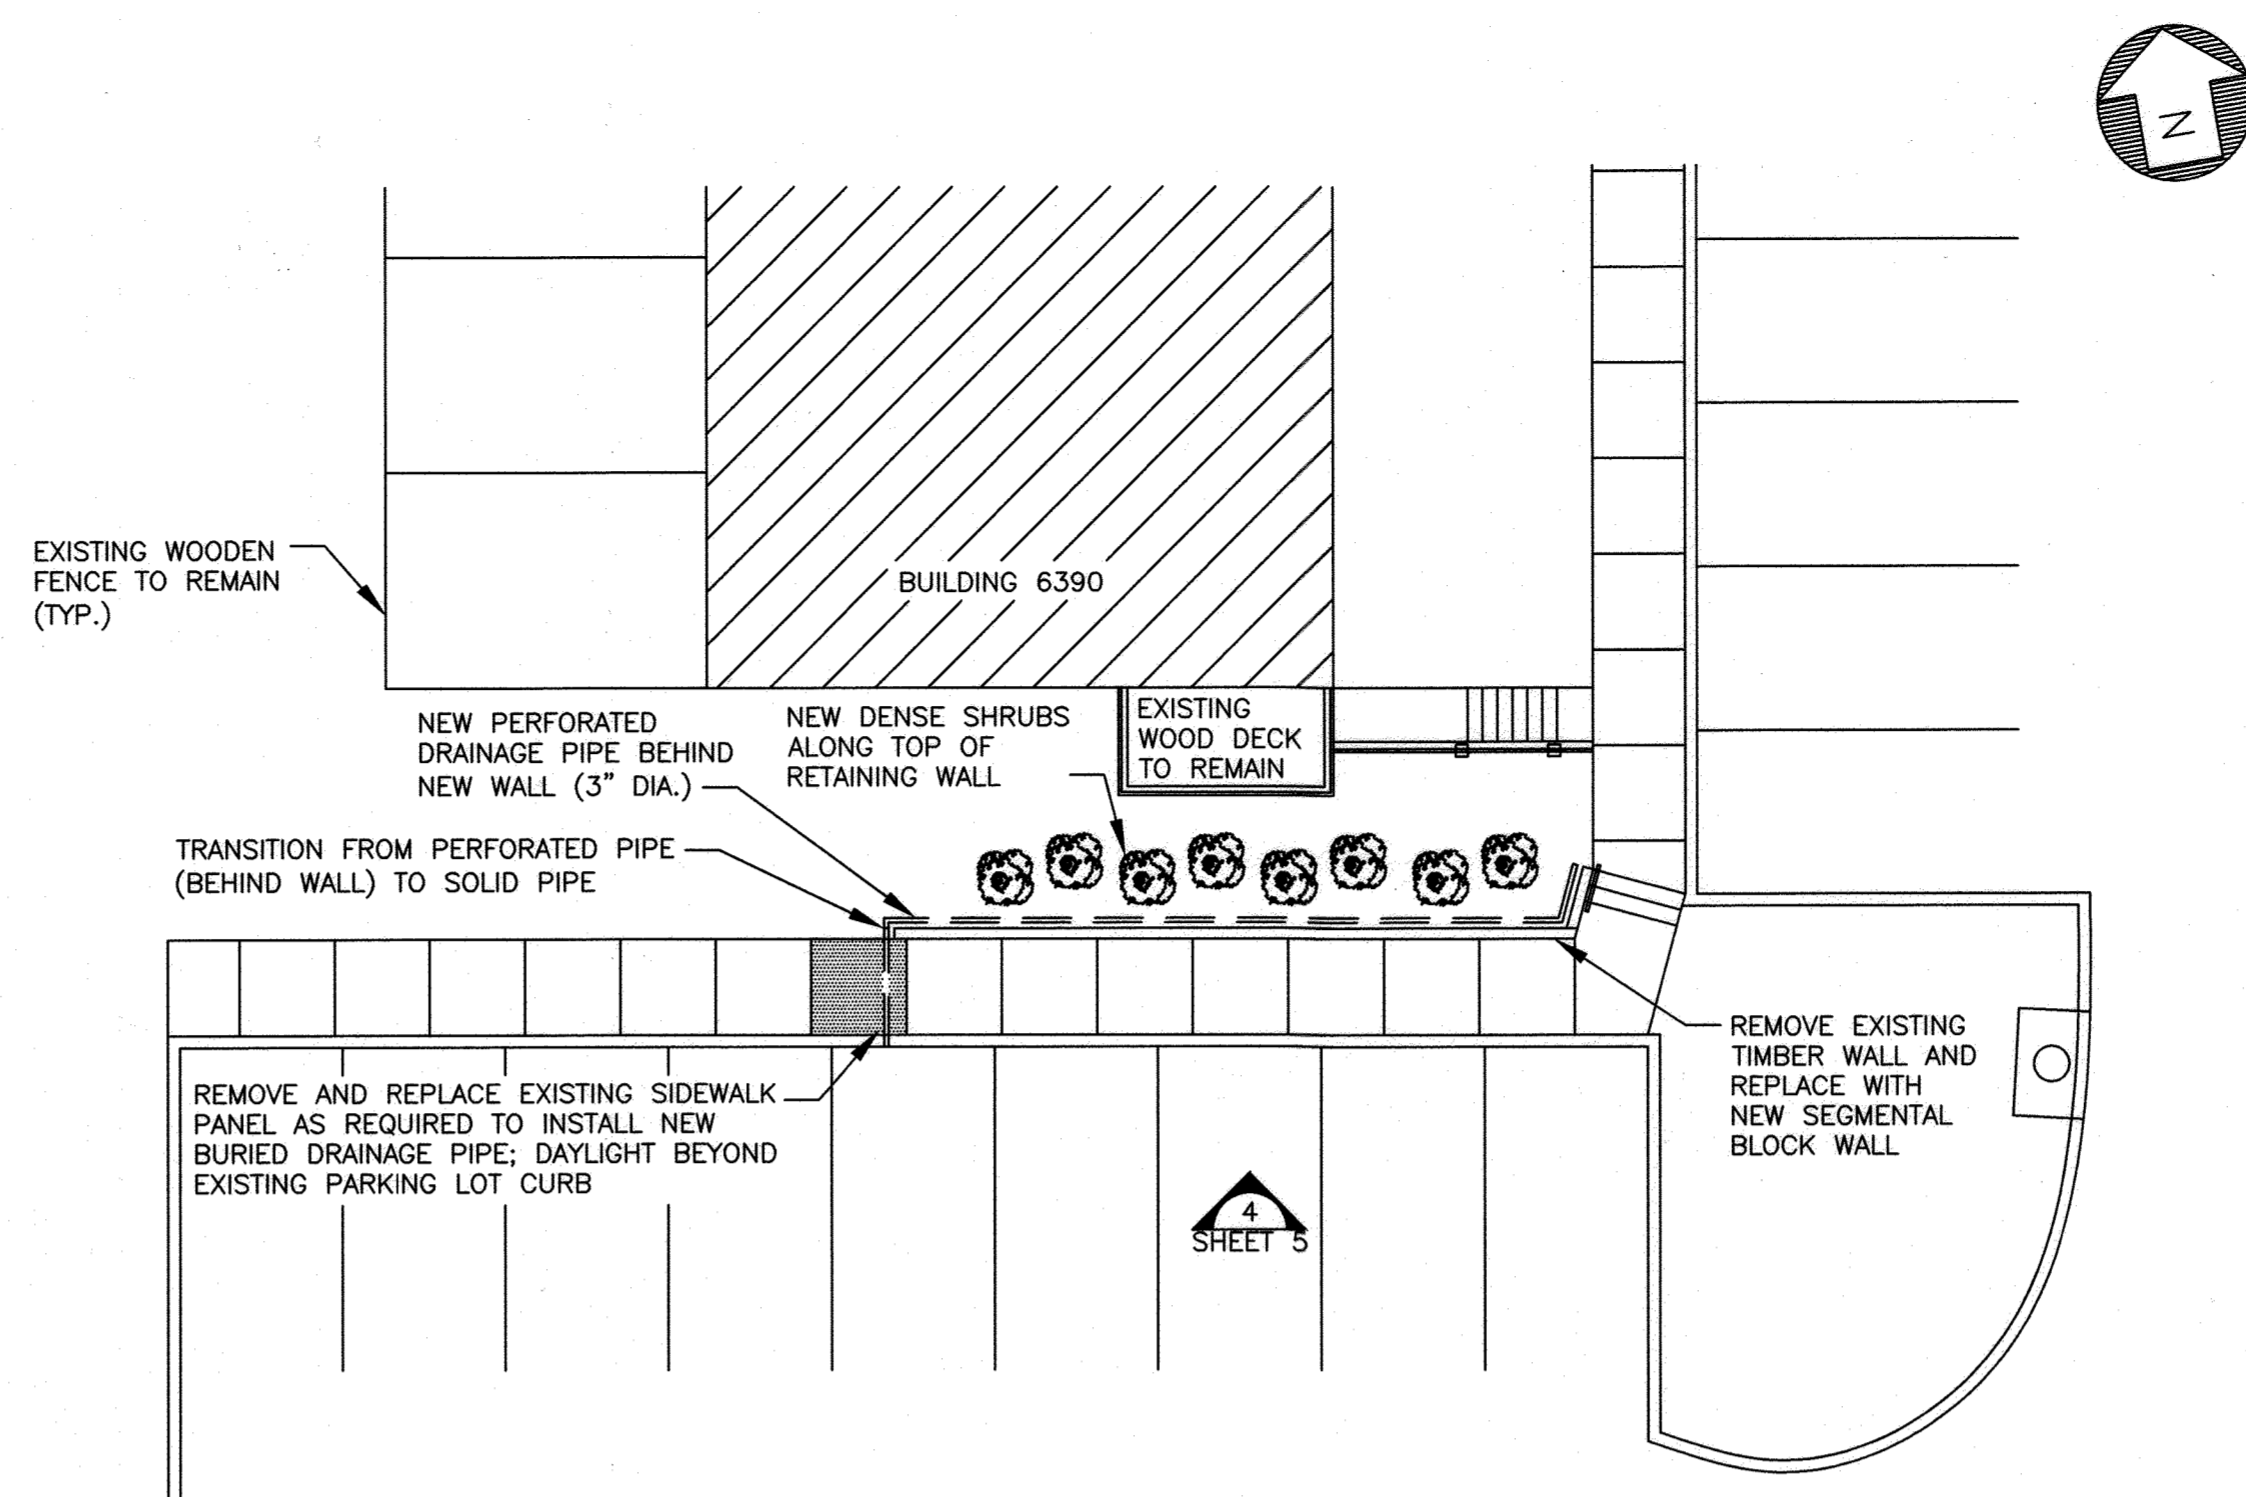 N
EXISTING WOODEN
FENCE TO REMAIN
(TYP.)
BUILDING 6390
NEW PERFORATED
DRAINAGE PIPE BEHIND
NEW WALL (3" DIA.)
NEW DENSE SHRUBS
ALONG TOP OF
RETAINING WALL
EXISTING
WOOD DECK
TO REMAIN
TRANSITION FROM PERFORATED PIPE
(BEHIND WALL) TO SOLID PIPE
REMOVE AND REPLACE EXISTING SIDEWALK
PANEL AS REQUIRED TO INSTALL NEW
BURIED DRAINAGE PIPE; DAYLIGHT BEYOND
EXISTING PARKING LOT CURB
REMOVE EXISTING
TIMBER WALL AND
REPLACE WITH
NEW SEGMENTAL
BLOCK WALL
4
SHEET 5